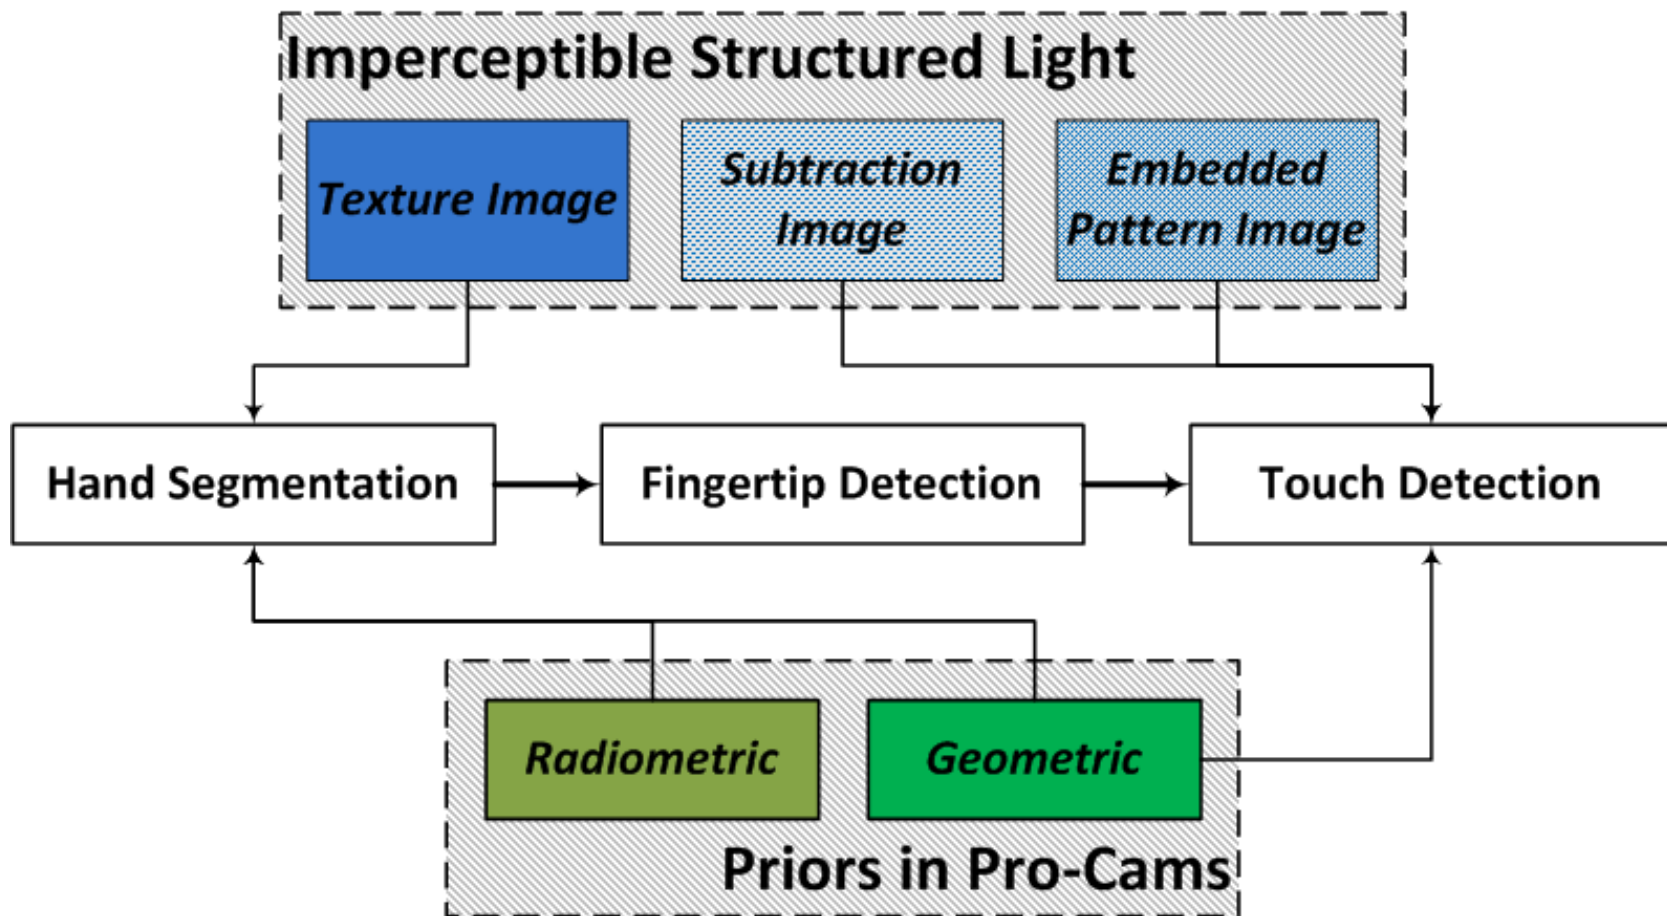 Imperceptible Structured Light
Texture Image
Subtraction
Image
Embedded
Pattern Image
Hand Segmentation
Fingertip Detection
Touch Detection
Radiometric
Geometric
Priors in Pro-Cams